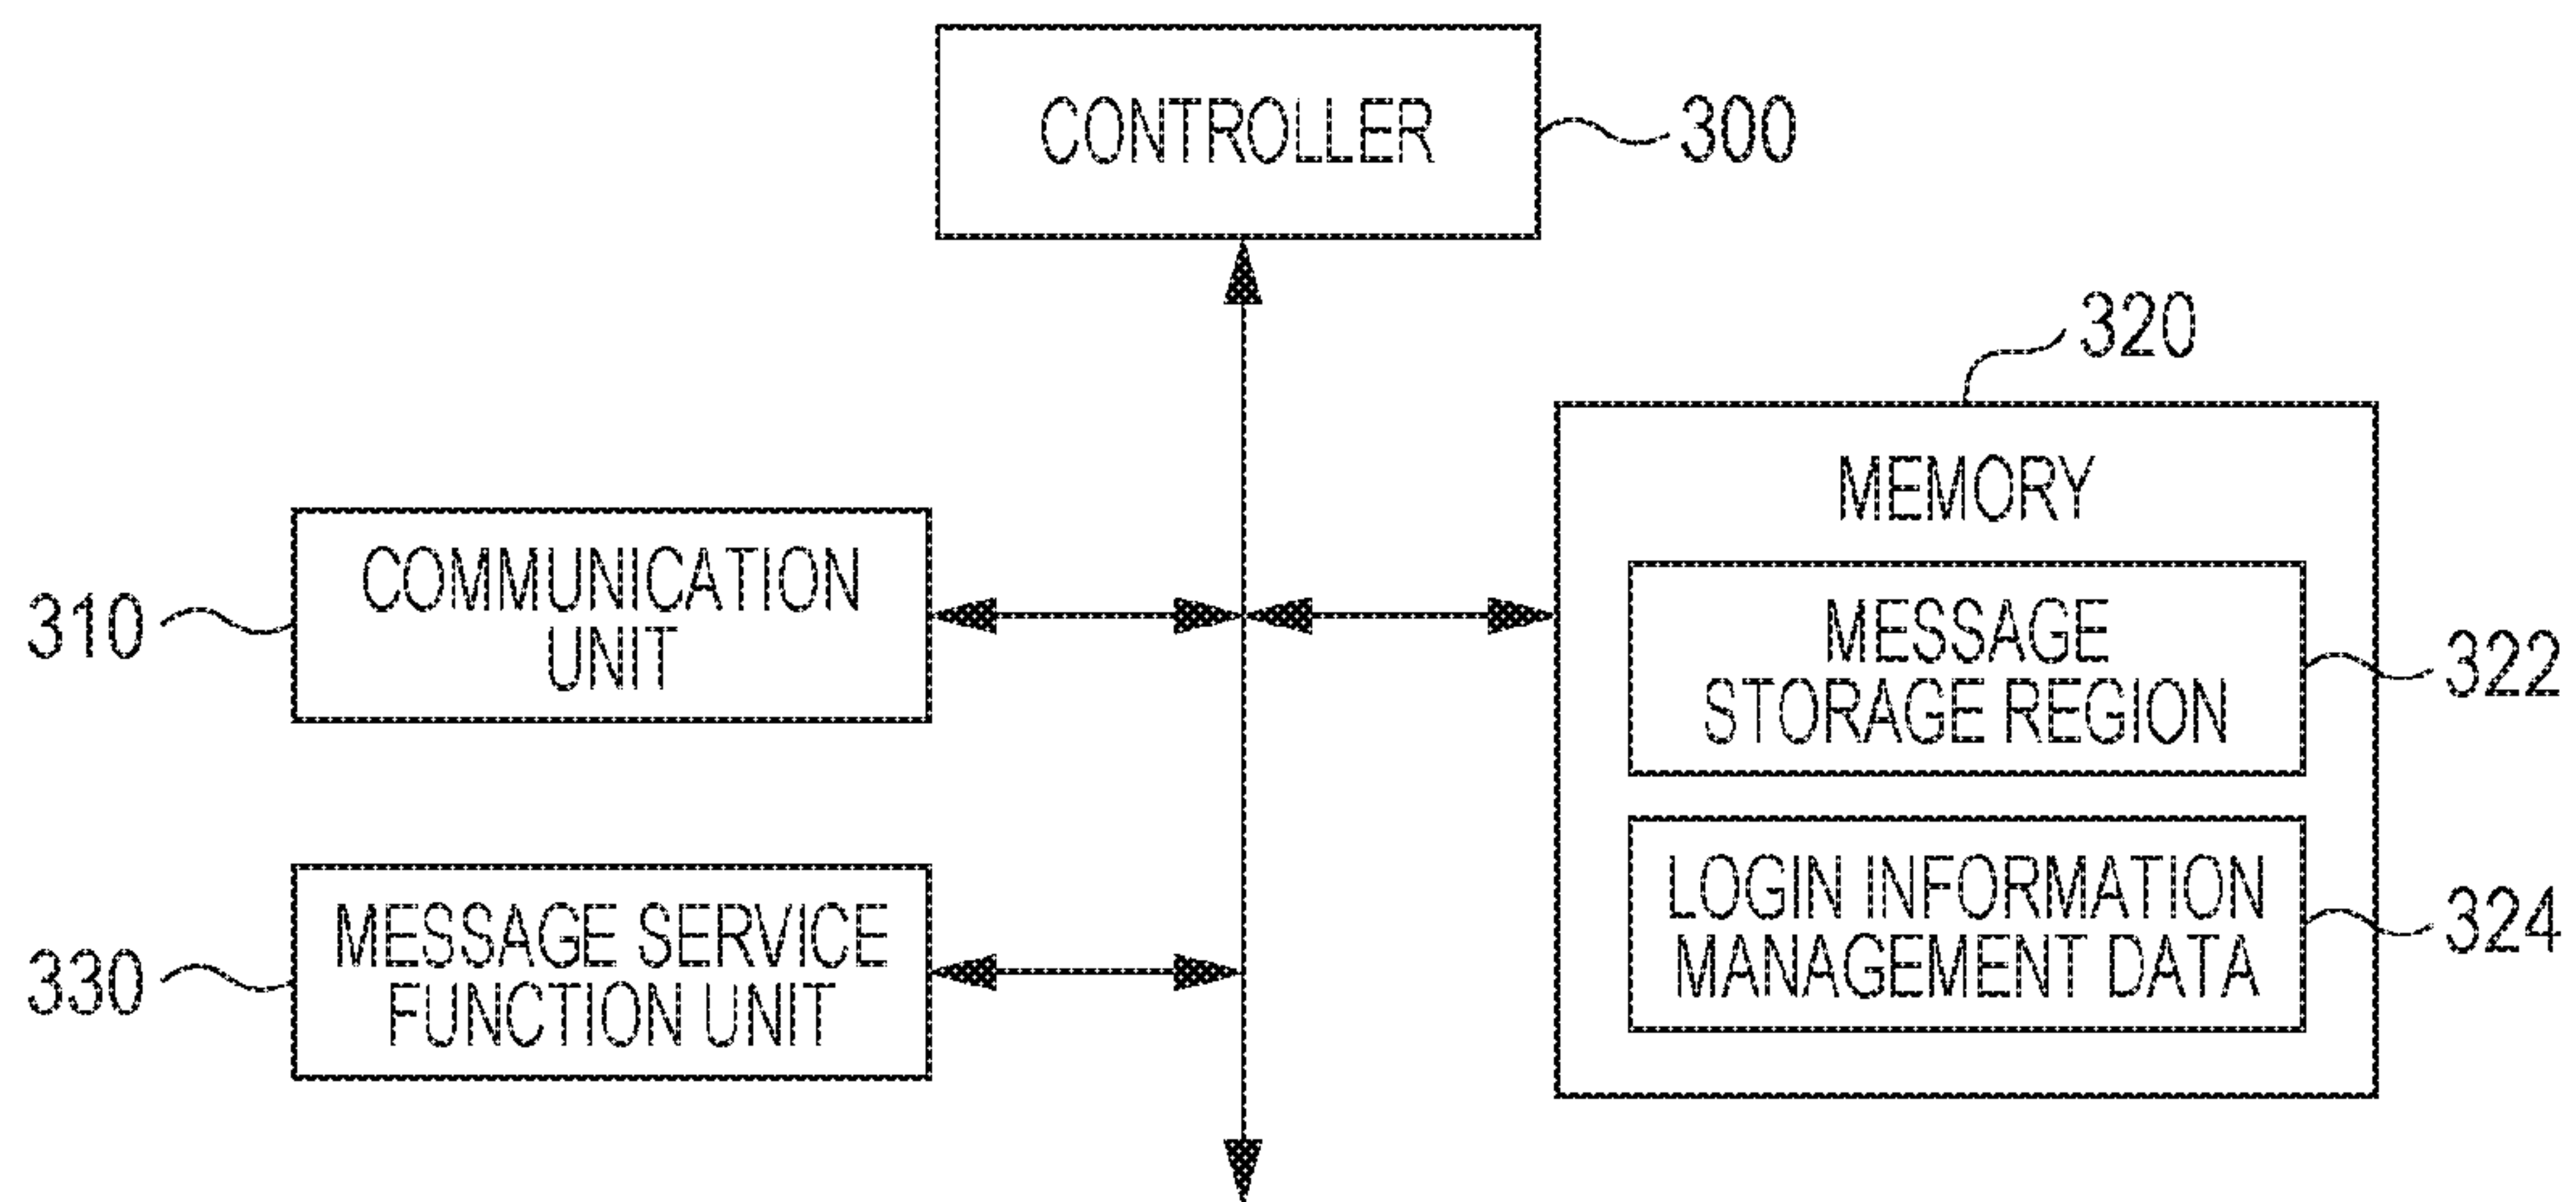 CONTROLLER
300
320
MEMORY
COMMUNICATION
UNIT
310
MESSAGE
STORAGE REGION
322
MESSAGE SERVICE
FUNCTION UNIT
330
LOGIN INFORMATION
MANAGEMENT DATA
324